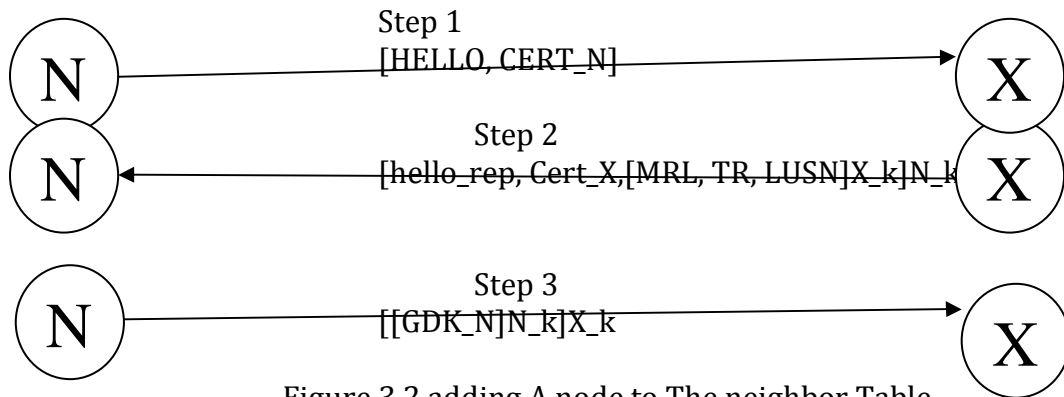 Step 1
[HELLO, CERT_N]
N
X
Step 2
[hello_rep, Cert_X,[MRL, TR, LUSN]X_k]N_k
N
X
Step 3
[[GDK_N]N_k]X_k
N
X
Figure 3.2 adding A node to The neighbor Table